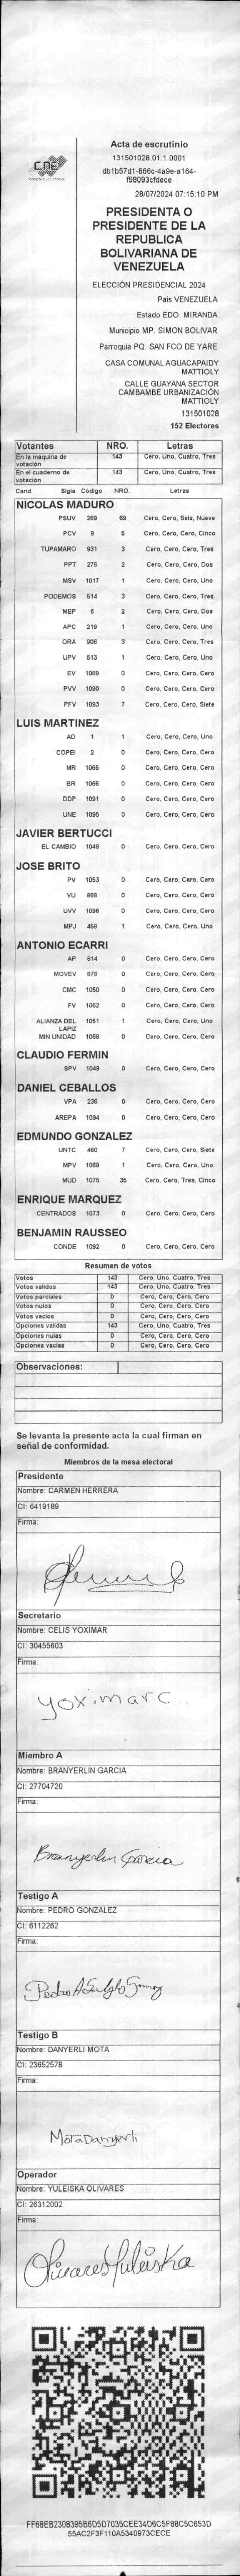 CNE
Acta de escrutinio
131501028.01.1.0001
db1b57d1-866c-4a9e-a164-
f98093cfdece
28/07/2024 07:15:10 PM
PRESIDENTA O
PRESIDENTE DE LA
REPUBLICA
BOLIVARIANA DE
VENEZUELA
ELECCIÓN PRESIDENCIAL 2024
Pais VENEZUELA
Estado EDO. MIRANDA
Municipio MP. SIMON BOLIVAR
Parroquia PQ. SAN FCO DE YARE
CASA COMUNAL AGUACAPAIDY
MATTIOLY
CALLE GUAYANA SECTOR
CAMBAMBE URBANIZACIÓN
MATTIOLY
131501028
152 Electores
Votantes NRO. Letras
En la maquina de votación 143 Cero, Uno, Cuatro, Tres
En el cuaderno de votación 143 Cero, Uno, Cuatro, Tres
Cand. Sigla Código NRO. Letras
NICOLAS MADURO
PSUV 269 69 Cero, Cero, Seis, Nueve
PCV 9 5 Cero, Cero, Cero, Cinco
TUPAMARO 931 3 Cero, Cero, Cero, Tres
PPT 276 2 Cero, Cero, Cero, Dos
MSV 1017 1 Cero, Cero, Cero, Uno
PODEMOS 514 3 Cero, Cero, Cero, Tres
MEP 6 2 Cero, Cero, Cero, Dos
APC 219 1 Cero, Cero, Cero, Uno
ORA 906 3 Cero, Cero, Cero, Tres
UPV 513 1 Cero, Cero, Cero, Uno
EV 1089 0 Cero, Cero, Cero, Cero
PVV 1090 0 Cero, Cero, Cero, Cero
PFV 1093 7 Cero, Cero, Cero, Siete
LUIS MARTINEZ
AD 1 1 Cero, Cero, Cero, Uno
COPEI 2 0 Cero, Cero, Cero, Cero
MR 1065 0 Cero, Cero, Cero, Cero
BR 1066 0 Cero, Cero, Cero, Cero
DDP 1091 0 Cero, Cero, Cero, Cero
UNE 1095 0 Cero, Cero, Cero, Cero
JAVIER BERTUCCI
EL CAMBIO 1048 0 Cero, Cero, Cero, Cero
JOSE BRITO
PV 1053 0 Cero, Cero, Cero, Cero
VU 868 0 Cero, Cero, Cero, Cero
UVV 1096 0 Cero, Cero, Cero, Cero
MPJ 458 1 Cero, Cero, Cero, Uno
ANTONIO ECARRI
AP 814 0 Cero, Cero, Cero, Cero
MOVEV 878 0 Cero, Cero, Cero, Cero
CMC 1050 0 Cero, Cero, Cero, Cero
FV 1062 0 Cero, Cero, Cero, Cero
ALIANZA DEL LAPIZ 1051 1 Cero, Cero, Cero, Uno
MIN UNIDAD 1068 0 Cero, Cero, Cero, Cero
CLAUDIO FERMIN
SPV 1049 0 Cero, Cero, Cero, Cero
DANIEL CEBALLOS
VPA 236 0 Cero, Cero, Cero, Cero
AREPA 1094 0 Cero, Cero, Cero, Cero
EDMUNDO GONZALEZ
UNTC 460 7 Cero, Cero, Cero, Siete
MPV 1069 1 Cero, Cero, Cero, Uno
MUD 1075 35 Cero, Cero, Tres, Cinco
ENRIQUE MARQUEZ
CENTRADOS 1073 0 Cero, Cero, Cero, Cero
BENJAMIN RAUSSEO
CONDE 1092 0 Cero, Cero, Cero, Cero
Resumen de votos
Votos 143 Cero, Uno, Cuatro, Tres
Votos validos 143 Cero, Uno, Cuatro, Tres
Votos parciales 0 Cero, Cero, Cero, Cero
Votos nulos 0 Cero, Cero, Cero, Cero
Votos vacios 0 Cero, Cero, Cero, Cero
Opciones validas 143 Cero, Uno, Cuatro, Tres
Opciones nulas 0 Cero, Cero, Cero, Cero
Opciones vacias 0 Cero, Cero, Cero, Cero
Observaciones:
Se levanta la presente acta la cual firman en
señal de conformidad.
Miembros de la mesa electoral
Presidente
Nombre: CARMEN HERRERA
CI: 6419189
Firma:
Secretario
Nombre: CELIS YOXIMAR
CI: 30455603
Firma:
yoximarc
Miembro A
Nombre: BRANYERLIN GARCIA
CI: 27704720
Firma:
Branyerlin Garcia
Testigo A
Nombre: PEDRO GONZALEZ
CI: 6112262
Firma:
Testigo B
Nombre: DANYERLI MOTA
CI: 23652578
Firma:
Mota Danyerli
Operador
Nombre: YULEISKA OLIVARES
CI: 26312002
Firma:
Olivares Yuleiska
FF68EB2308395B6D5D7035CEE34D6C5F88C5C653D
55AC2F3F110A5340973CECE